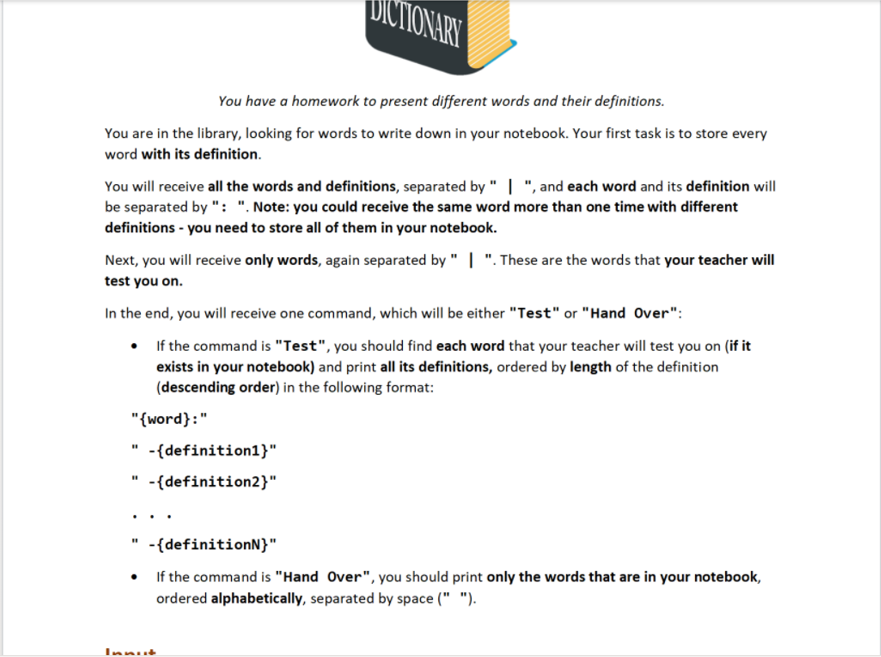 DICTIONARY
You have a homework to present different words and their definitions.
You are in the library, looking for words to write down in your notebook. Your first task is to store every
word with its definition.
You will receive all the words and definitions, separated by " | ", and each word and its definition will
be separated by ": ". Note: you could receive the same word more than one time with different
definitions - you need to store all of them in your notebook.
Next, you will receive only words, again separated by " | ". These are the words that your teacher will
test you on.
In the end, you will receive one command, which will be either "Test" or "Hand Over":
• If the command is "Test", you should find each word that your teacher will test you on (if it
exists in your notebook) and print all its definitions, ordered by length of the definition
(descending order) in the following format:
"{word}:"
" -{definition1}"
" -{definition2}"
. . .
" -{definitionN}"
• If the command is "Hand Over", you should print only the words that are in your notebook,
ordered alphabetically, separated by space (" ").
Input